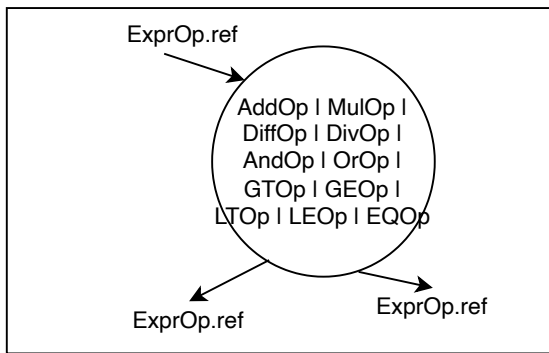 ExprOp.ref
AddOp | MulOp |
DiffOp | DivOp |
AndOp | OrOp |
GTOp | GEOp |
LTOp | LEOp | EQOp
ExprOp.ref
ExprOp.ref